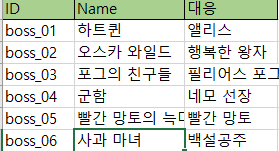 ID Name 대응
boss_01 하트퀸 앨리스
boss_02 오스카 와일드 행복한 왕자
boss_03 포그의 친구들 필리어스 포그
boss_04 군함 네모 선장
boss_05 빨간 망토의 늑대 빨간 망토
boss_06 사과 마녀 백설공주